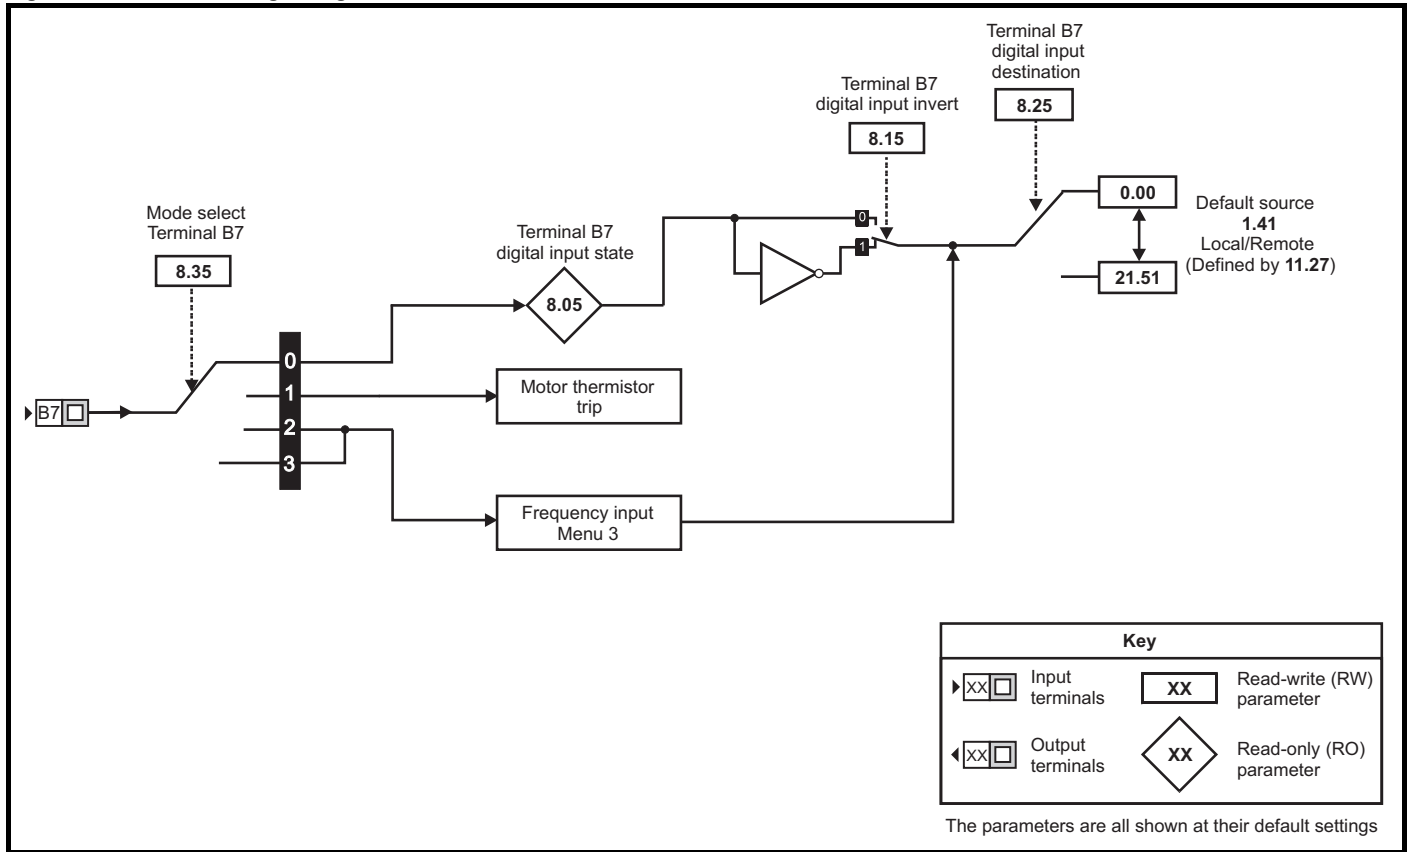 Terminal B7
digital input
destination
8.25
Terminal B7
digital input invert
8.15
0.00
Default source
1.41
Local/Remote
(Defined by 11.27)
21.51
0
1
Mode select
Terminal B7
8.35
Terminal B7
digital input state
8.05
0
1
2
3
B7
Motor thermistor
trip
Frequency input
Menu 3
Key
XX
Input
terminals
XX
Read-write (RW)
parameter
XX
Output
terminals
XX
Read-only (RO)
parameter
The parameters are all shown at their default settings